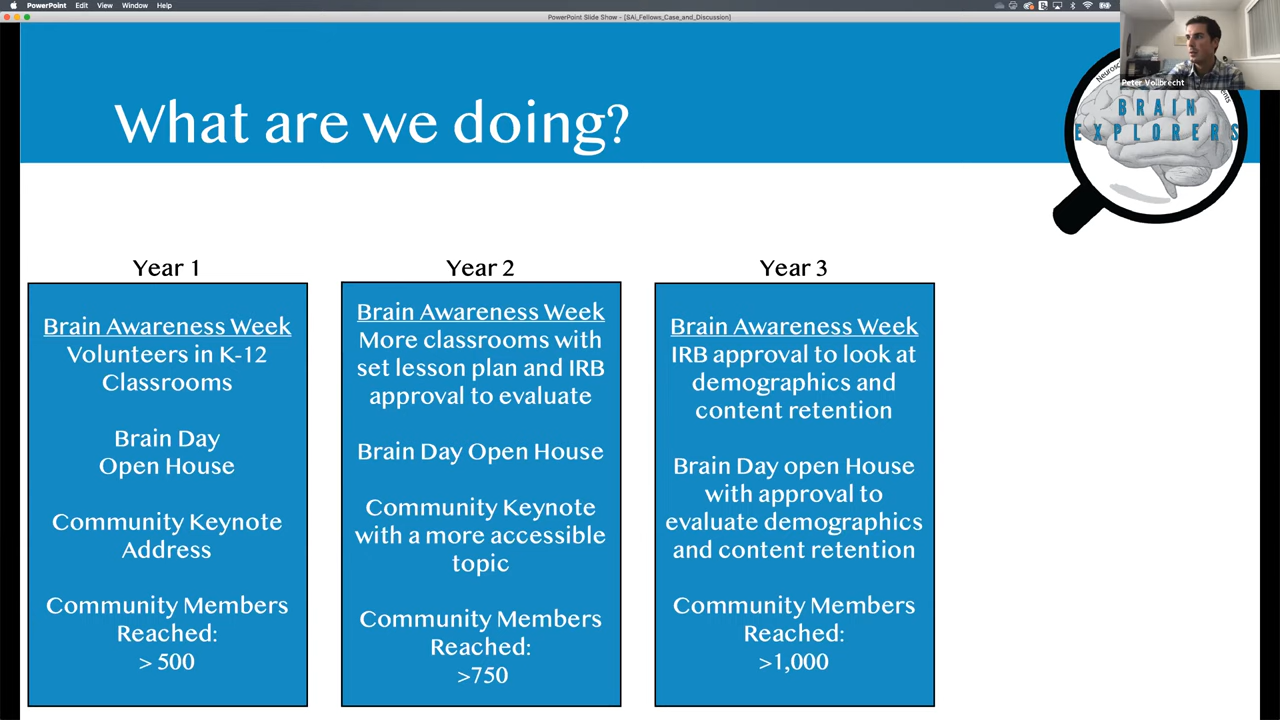 PowerPoint Edit View Window Help
PowerPoint Slide Show - [SAi_Fellows_Case_and_Discussion]
Peter Vollbrecht
What are we doing?
BRAIN
EXPLORERS
Year 1
Brain Awareness Week
Volunteers in K-12
Classrooms
Brain Day
Open House
Community Keynote
Address
Community Members
Reached:
> 500
Year 2
Brain Awareness Week
More classrooms with
set lesson plan and IRB
approval to evaluate
Brain Day Open House
Community Keynote
with a more accessible
topic
Community Members
Reached:
>750
Year 3
Brain Awareness Week
IRB approval to look at
demographics and
content retention
Brain Day open House
with approval to
evaluate demographics
and content retention
Community Members
Reached:
>1,000